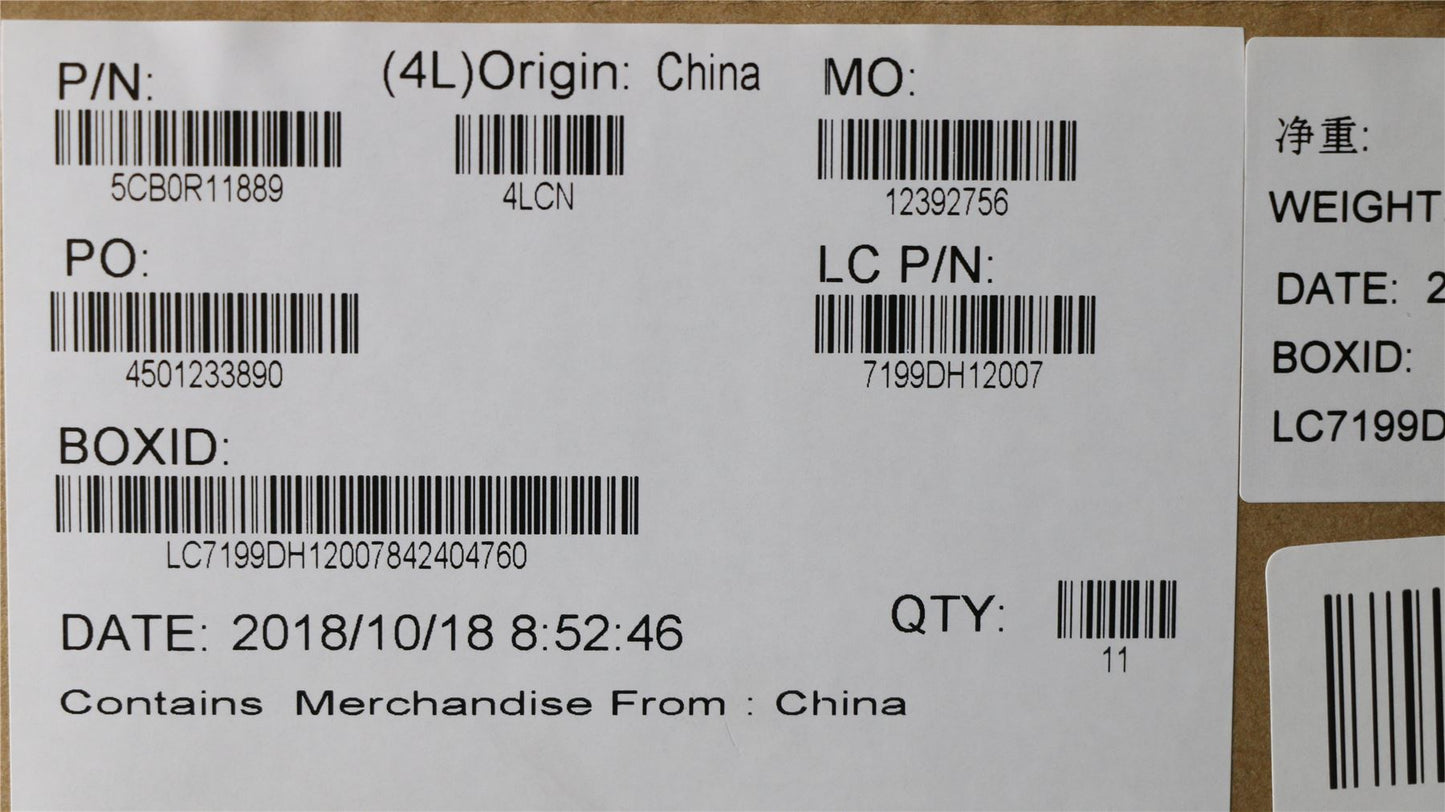 P/N:
(4L)Origin: China
MO:
5CB0R11889
4LCN
12392756
PO:
LC P/N:
4501233890
7199DH12007
BOXID:
LC7199DH12007842404760
DATE: 2018/10/18 8:52:46
QTY:
11
Contains Merchandise From : China
净重:
WEIGHT
DATE: 2
BOXID:
LC7199D